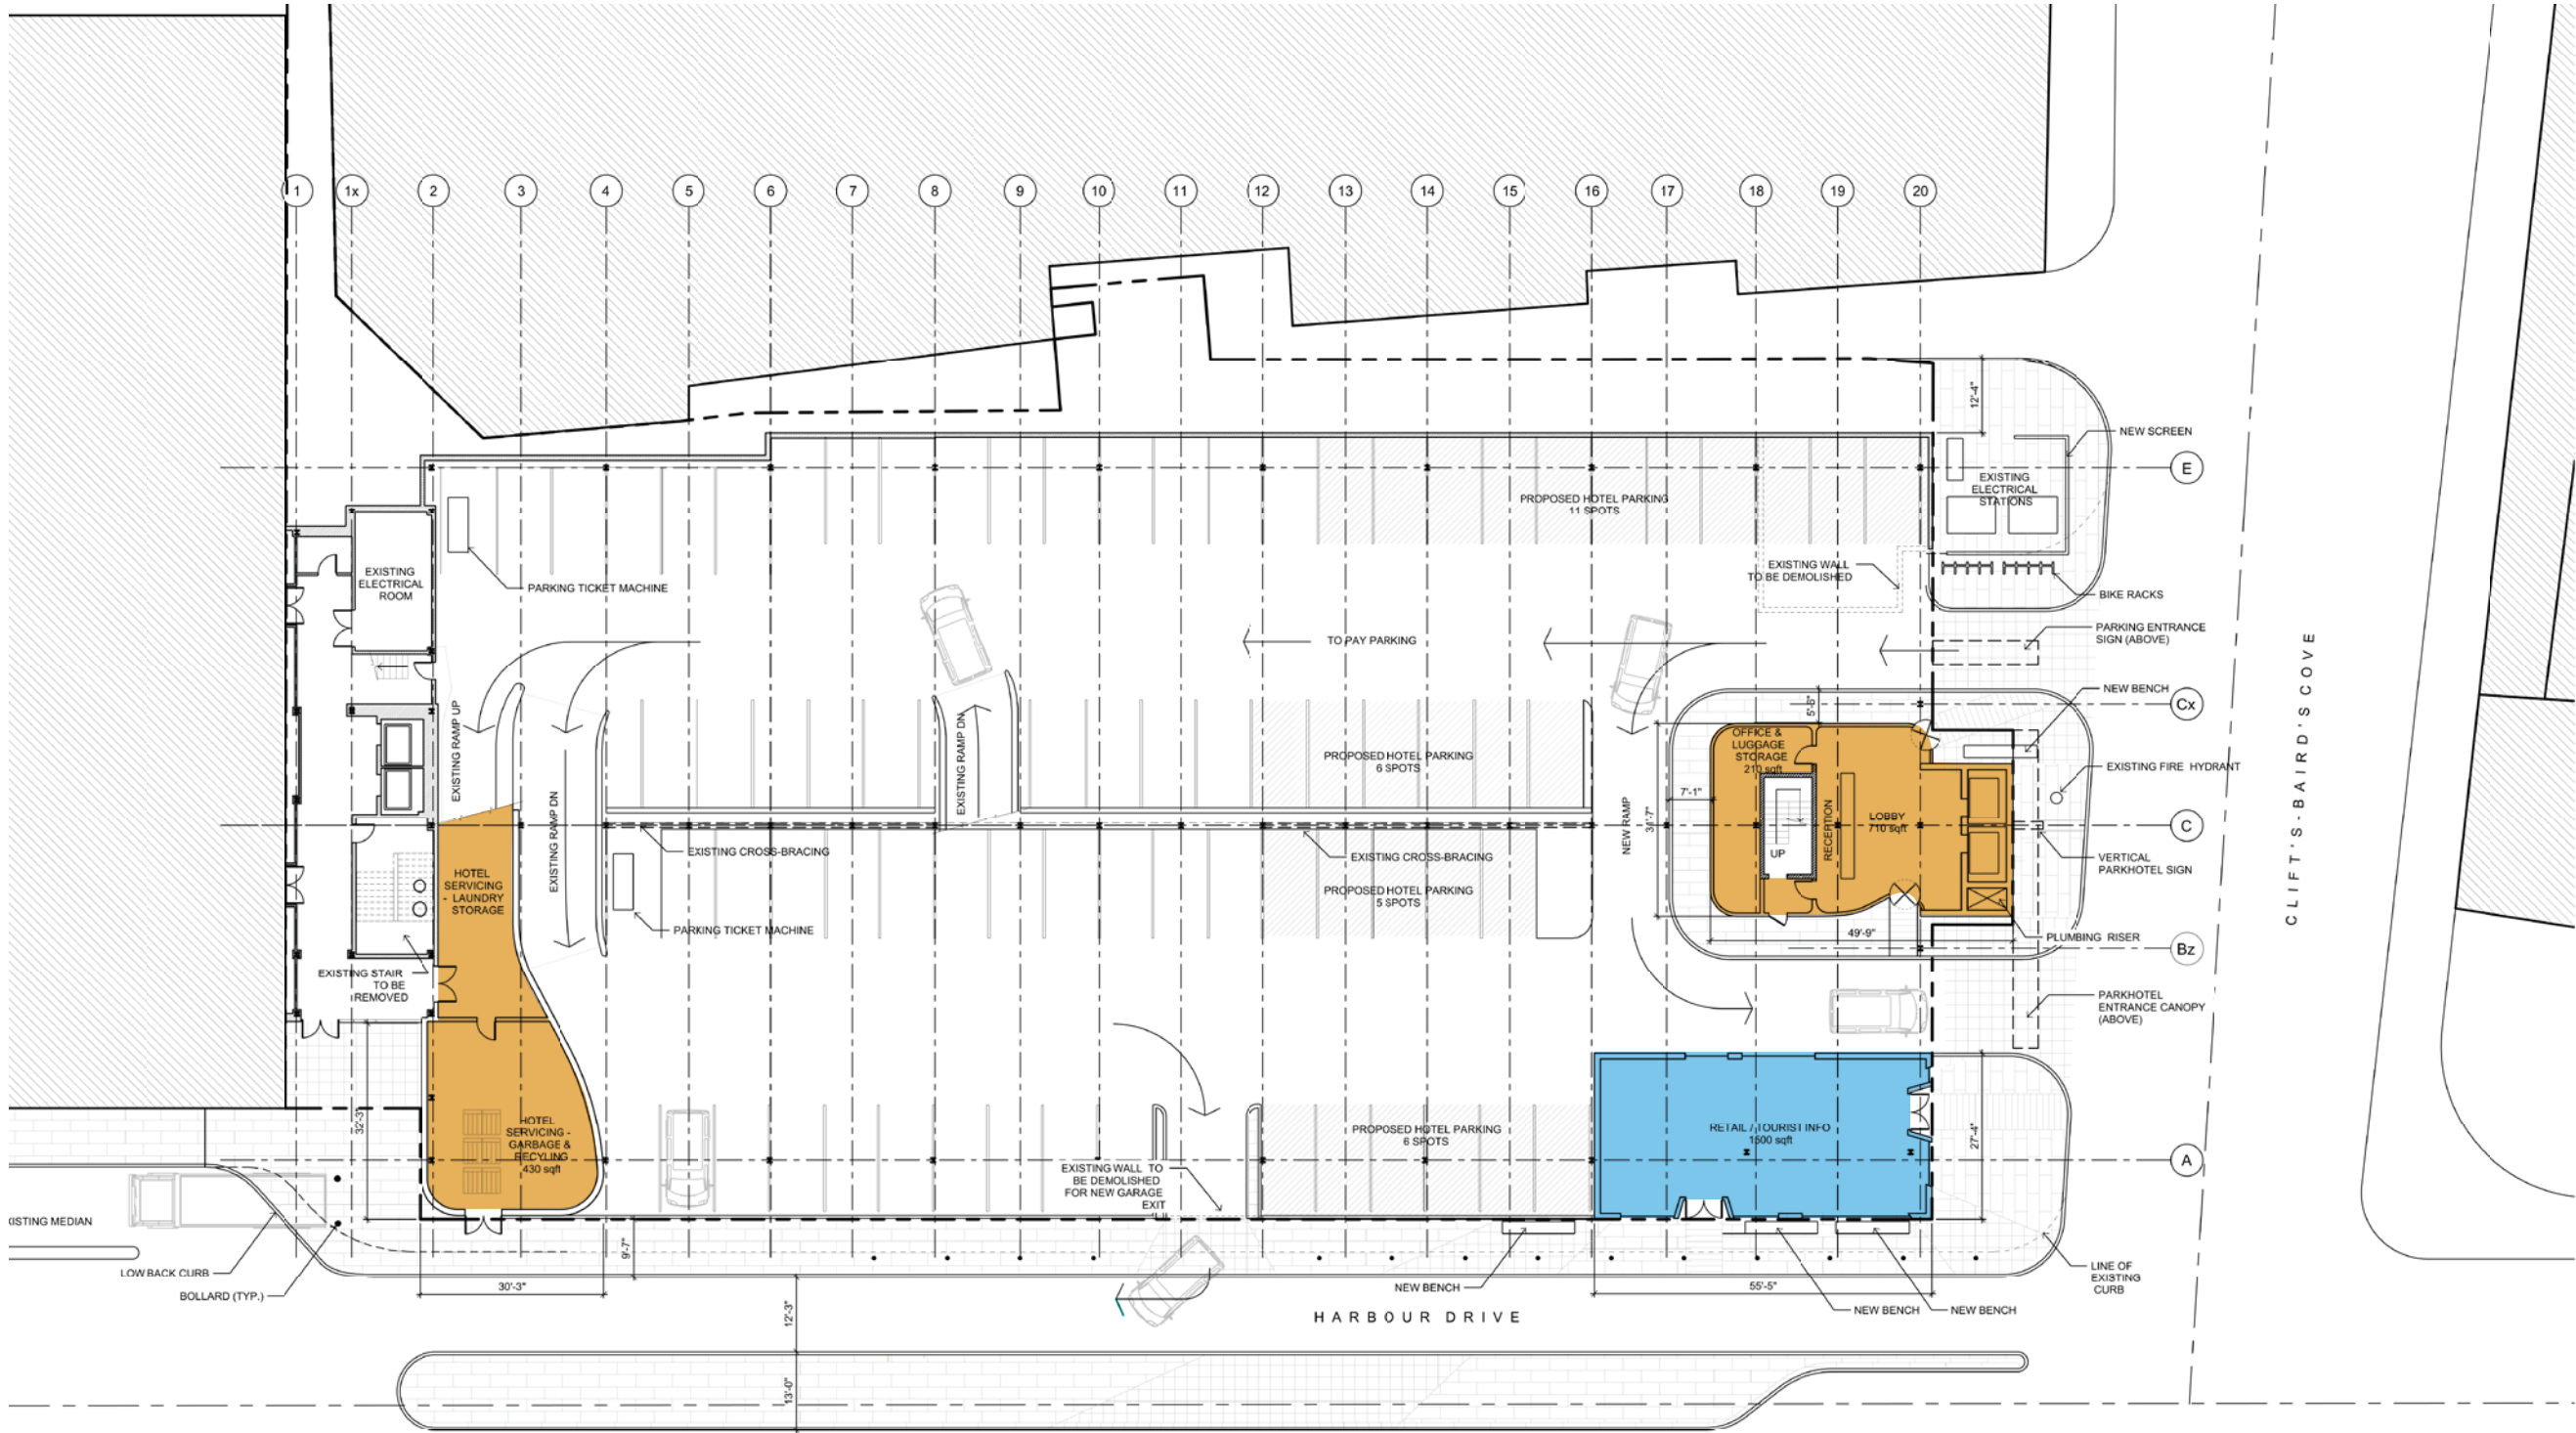 1 1x 2 3 4 5 6 7 8 9 10 11 12 13 14 15 16 17 18 19 20
12'-4"
NEW SCREEN
E
EXISTING
ELECTRICAL
STATIONS
PROPOSED HOTEL PARKING
11 SPOTS
EXISTING
ELECTRICAL
ROOM
PARKING TICKET MACHINE
EXISTING WALL
TO BE DEMOLISHED
BIKE RACKS
TO PAY PARKING
PARKING ENTRANCE
SIGN (ABOVE)
CLIFT'S-BAIRD'S COVE
EXISTING RAMP UP
EXISTING RAMP DN
EXISTING RAMP DN
NEW BENCH
5'-8"
Cx
OFFICE &
LUGGAGE
STORAGE
210 sqft
PROPOSED HOTEL PARKING
6 SPOTS
EXISTING FIRE HYDRANT
7'-1"
NEW RAMP
34'-7"
RECEPTION
LOBBY
710 sqft
C
UP
EXISTING CROSS-BRACING
EXISTING CROSS-BRACING
VERTICAL
PARKHOTEL SIGN
HOTEL
SERVICING
- LAUNDRY
STORAGE
PROPOSED HOTEL PARKING
5 SPOTS
PARKING TICKET MACHINE
49'-9"
PLUMBING RISER
Bz
EXISTING STAIR
TO BE
REMOVED
PARKHOTEL
ENTRANCE CANOPY
(ABOVE)
32'-3"
HOTEL
SERVICING -
GARBAGE &
RECYLING
430 sqft
PROPOSED HOTEL PARKING
6 SPOTS
RETAIL / TOURIST INFO
1500 sqft
27'-4"
A
EXISTING WALL TO
BE DEMOLISHED
FOR NEW GARAGE
EXIT
XISTING MEDIAN
9'-7"
LOW BACK CURB
BOLLARD (TYP.)
30'-3"
NEW BENCH
55'-5"
LINE OF
EXISTING
CURB
12'-3"
HARBOUR DRIVE
NEW BENCH
NEW BENCH
13'-0"